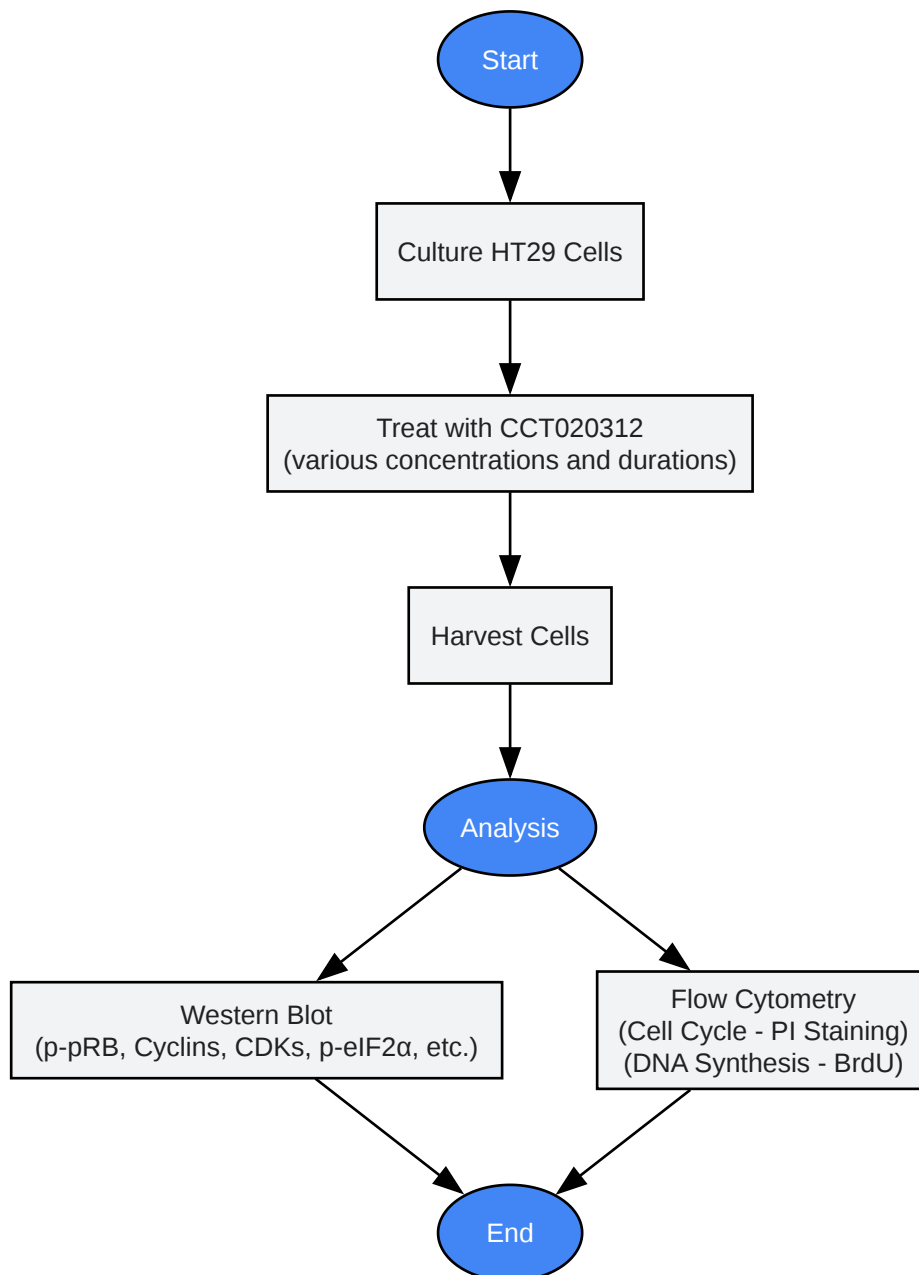 Start
Culture HT29 Cells
Treat with CCT020312
(various concentrations and durations)
Harvest Cells
Analysis
Western Blot
(p-pRB, Cyclins, CDKs, p-eIF2α, etc.)
Flow Cytometry
(Cell Cycle - PI Staining)
(DNA Synthesis - BrdU)
End